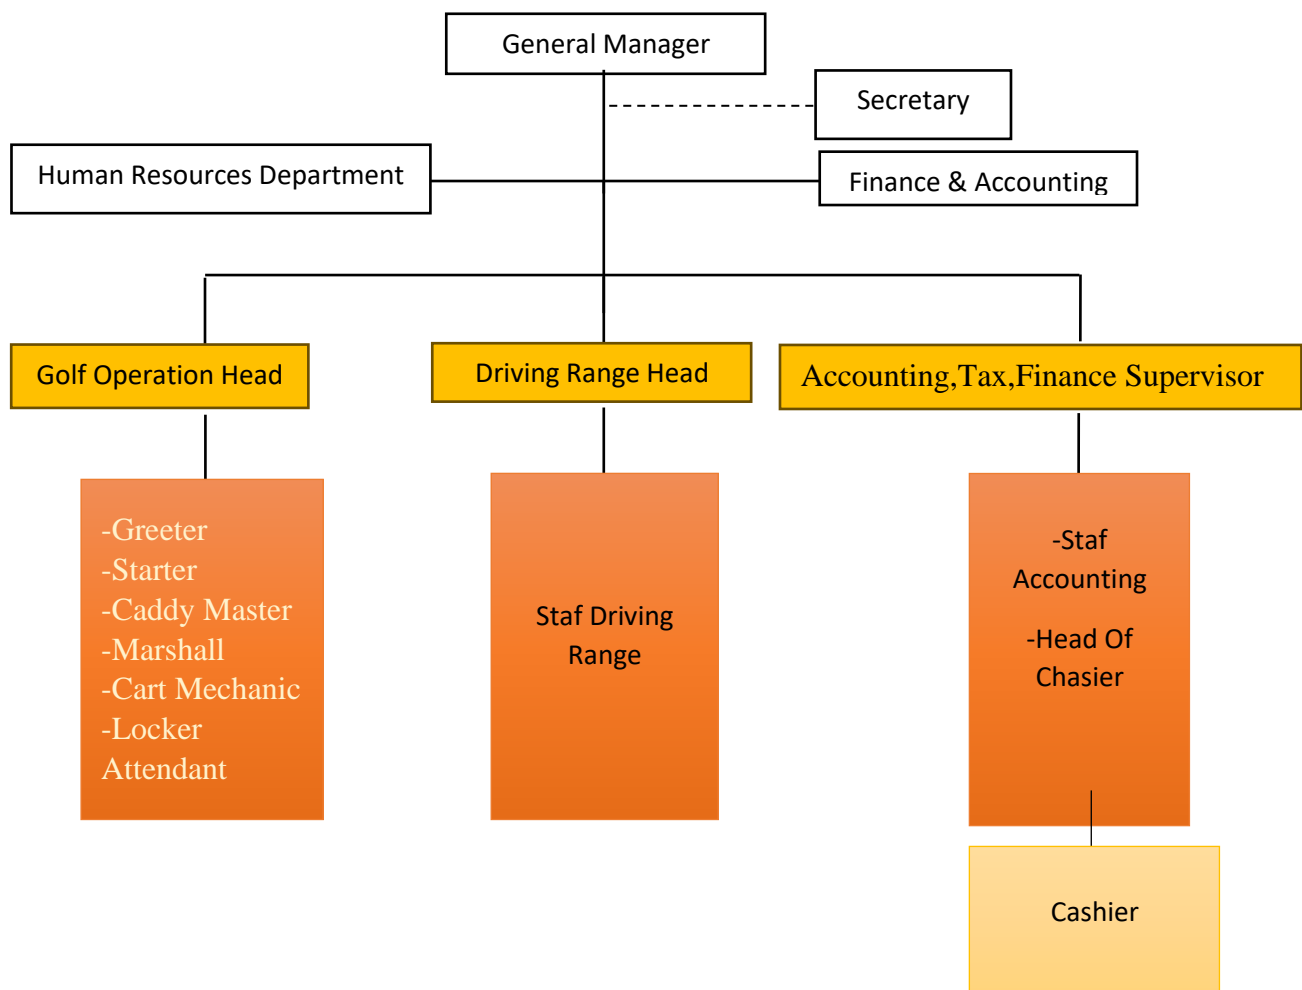 General Manager
Secretary
Human Resources Department
Finance & Accounting
Golf Operation Head
Driving Range Head
Accounting,Tax,Finance Supervisor
-Greeter
-Starter
-Caddy Master
-Marshall
-Cart Mechanic
-Locker
Attendant
Staf Driving
Range
-Staf
Accounting
-Head Of
Chasier
Cashier